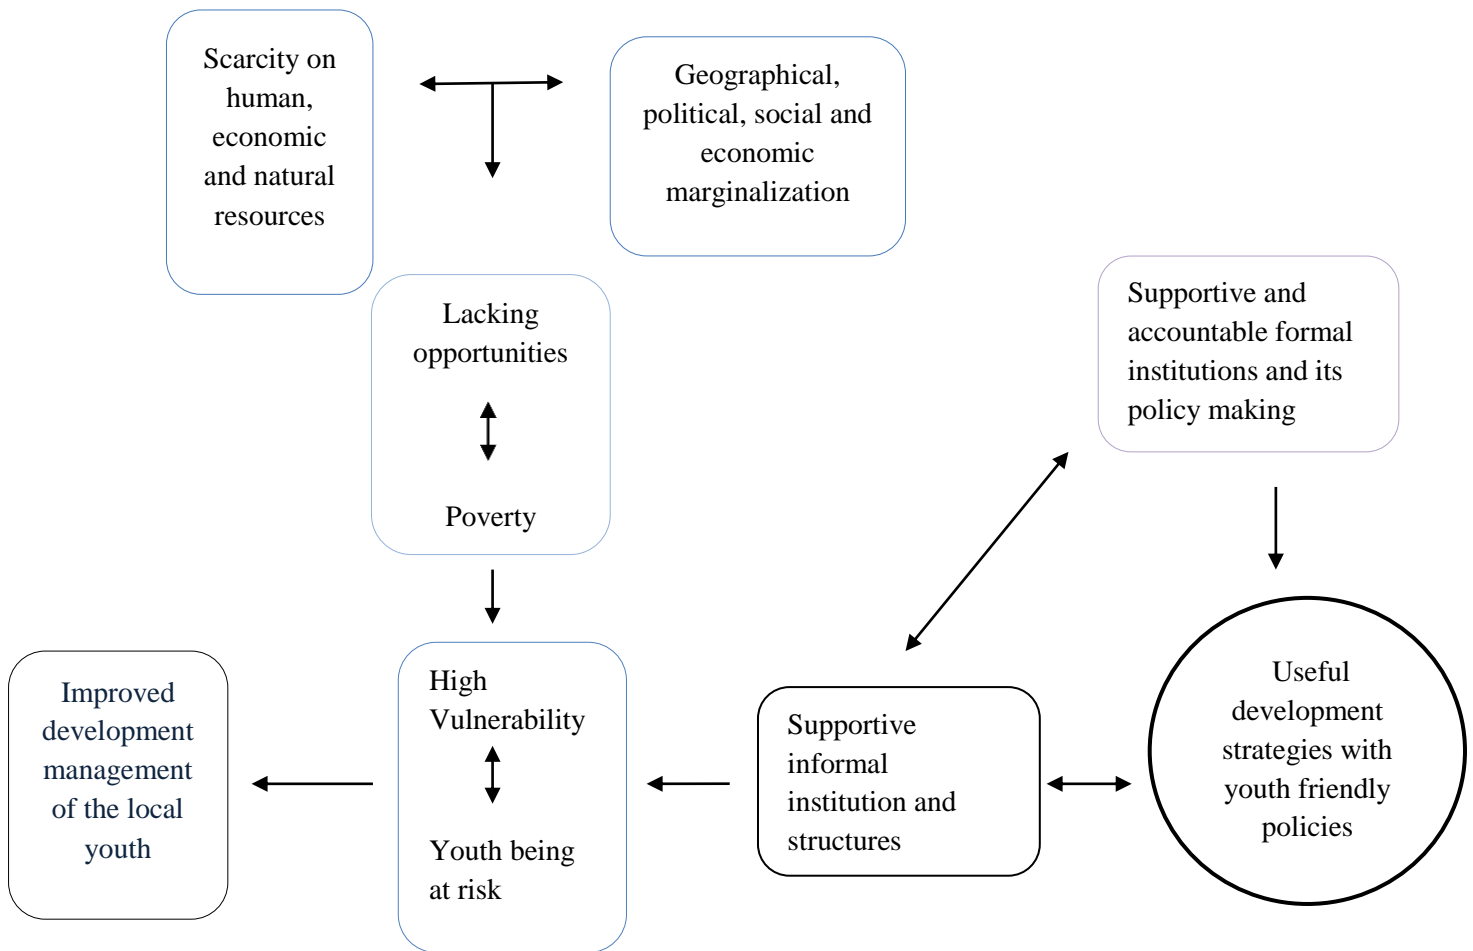 Scarcity on
human,
economic
and natural
resources
Geographical,
political, social and
economic
marginalization
Lacking
opportunities
Poverty
Supportive and
accountable formal
institutions and its
policy making
Improved
development
management
of the local
youth
High
Vulnerability
Youth being
at risk
Supportive
informal
institution and
structures
Useful
development
strategies with
youth friendly
policies